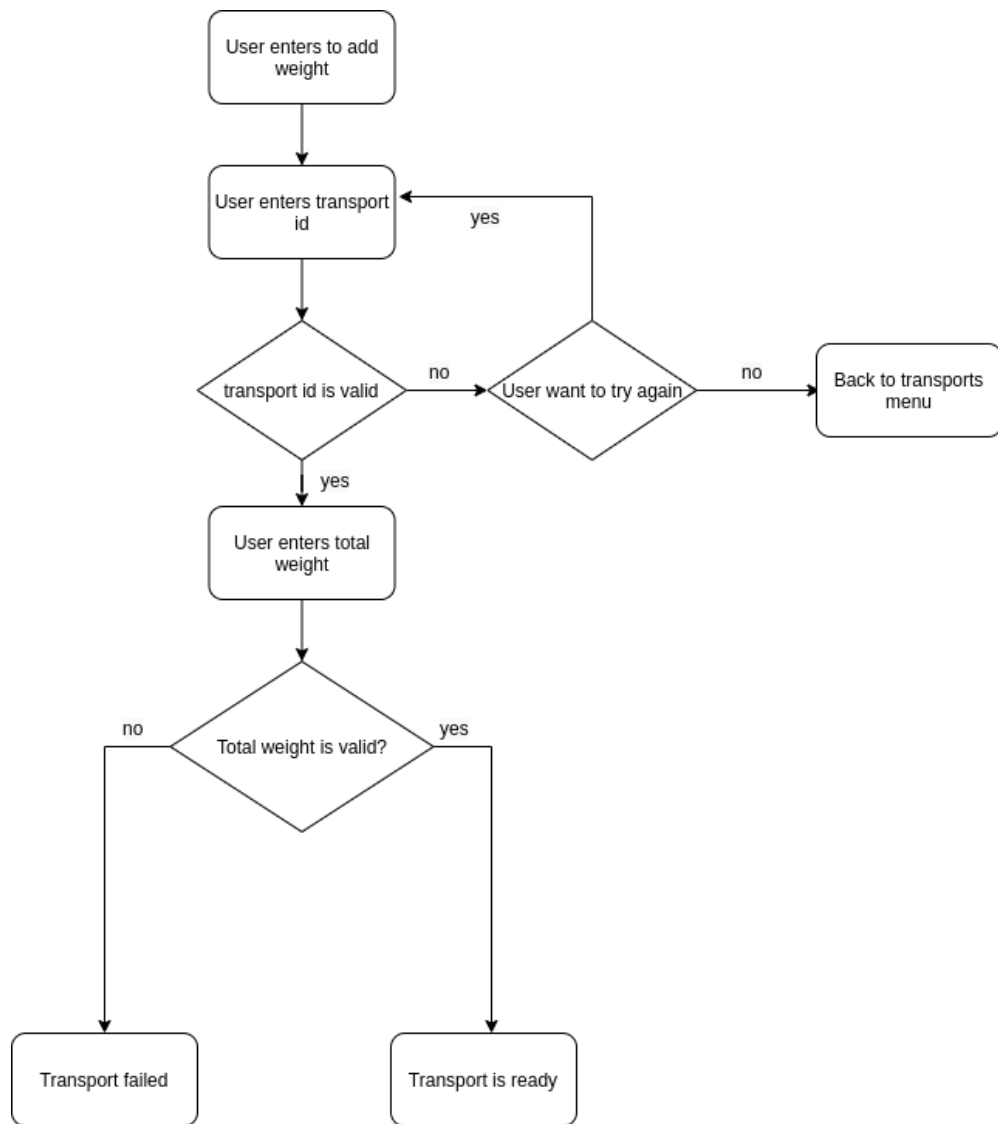 User enters to add
weight
User enters transport
id
yes
transport id is valid
no
User want to try again
no
Back to transports
menu
yes
User enters total
weight
no
Total weight is valid?
yes
Transport failed
Transport is ready